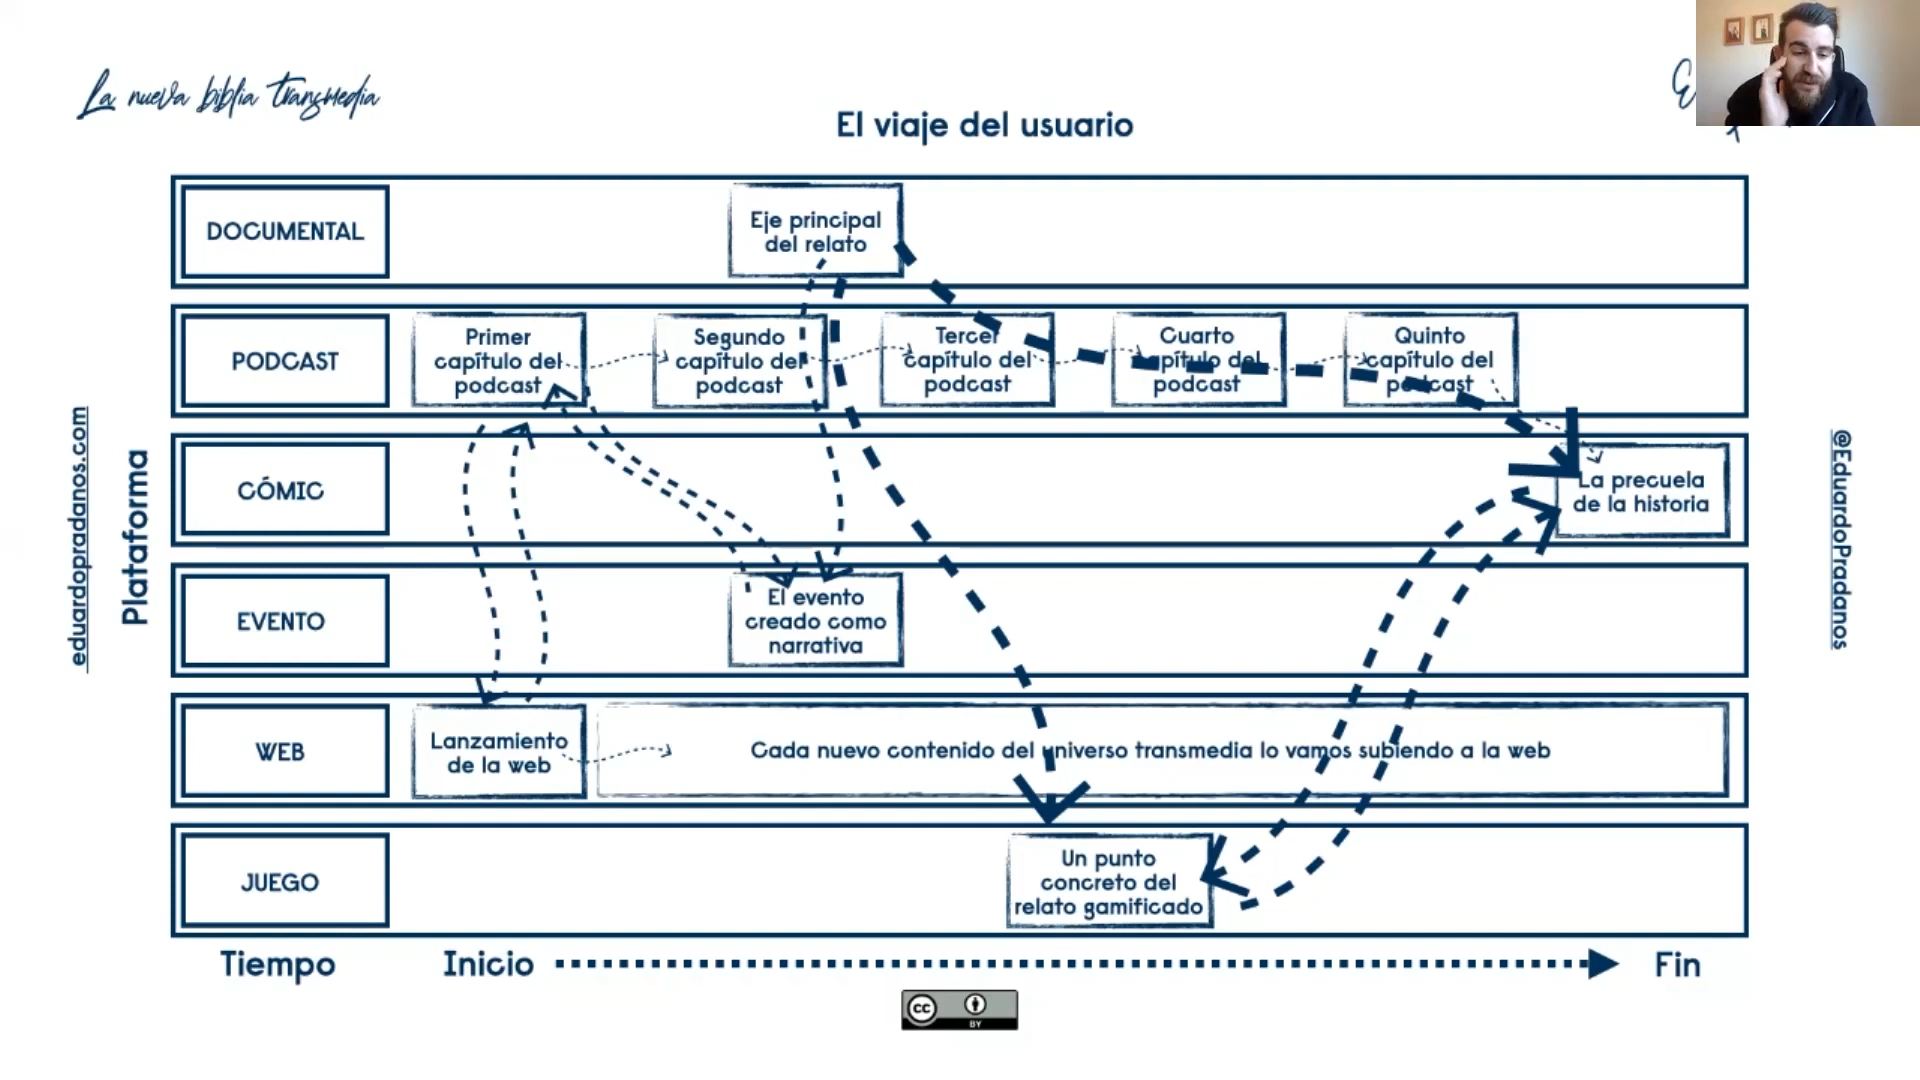 La nueva biblia transmedia
El viaje del usuario
DOCUMENTAL
Eje principal
del relato
PODCAST
Primer
capítulo del
podcast
Segundo
capítulo del
podcast
Tercer
capítulo del
podcast
Cuarto
capítulo del
podcast
Quinto
capítulo del
podcast
CÓMIC
La precuela
de la historia
EVENTO
El evento
creado como
narrativa
WEB
Lanzamiento
de la web
Cada nuevo contenido del universo transmedia lo vamos subiendo a la web
JUEGO
Un punto
concreto del
relato gamificado
Plataforma
eduardopradanos.com
@EduardoPradanos
Tiempo
Inicio
Fin
CC
BY